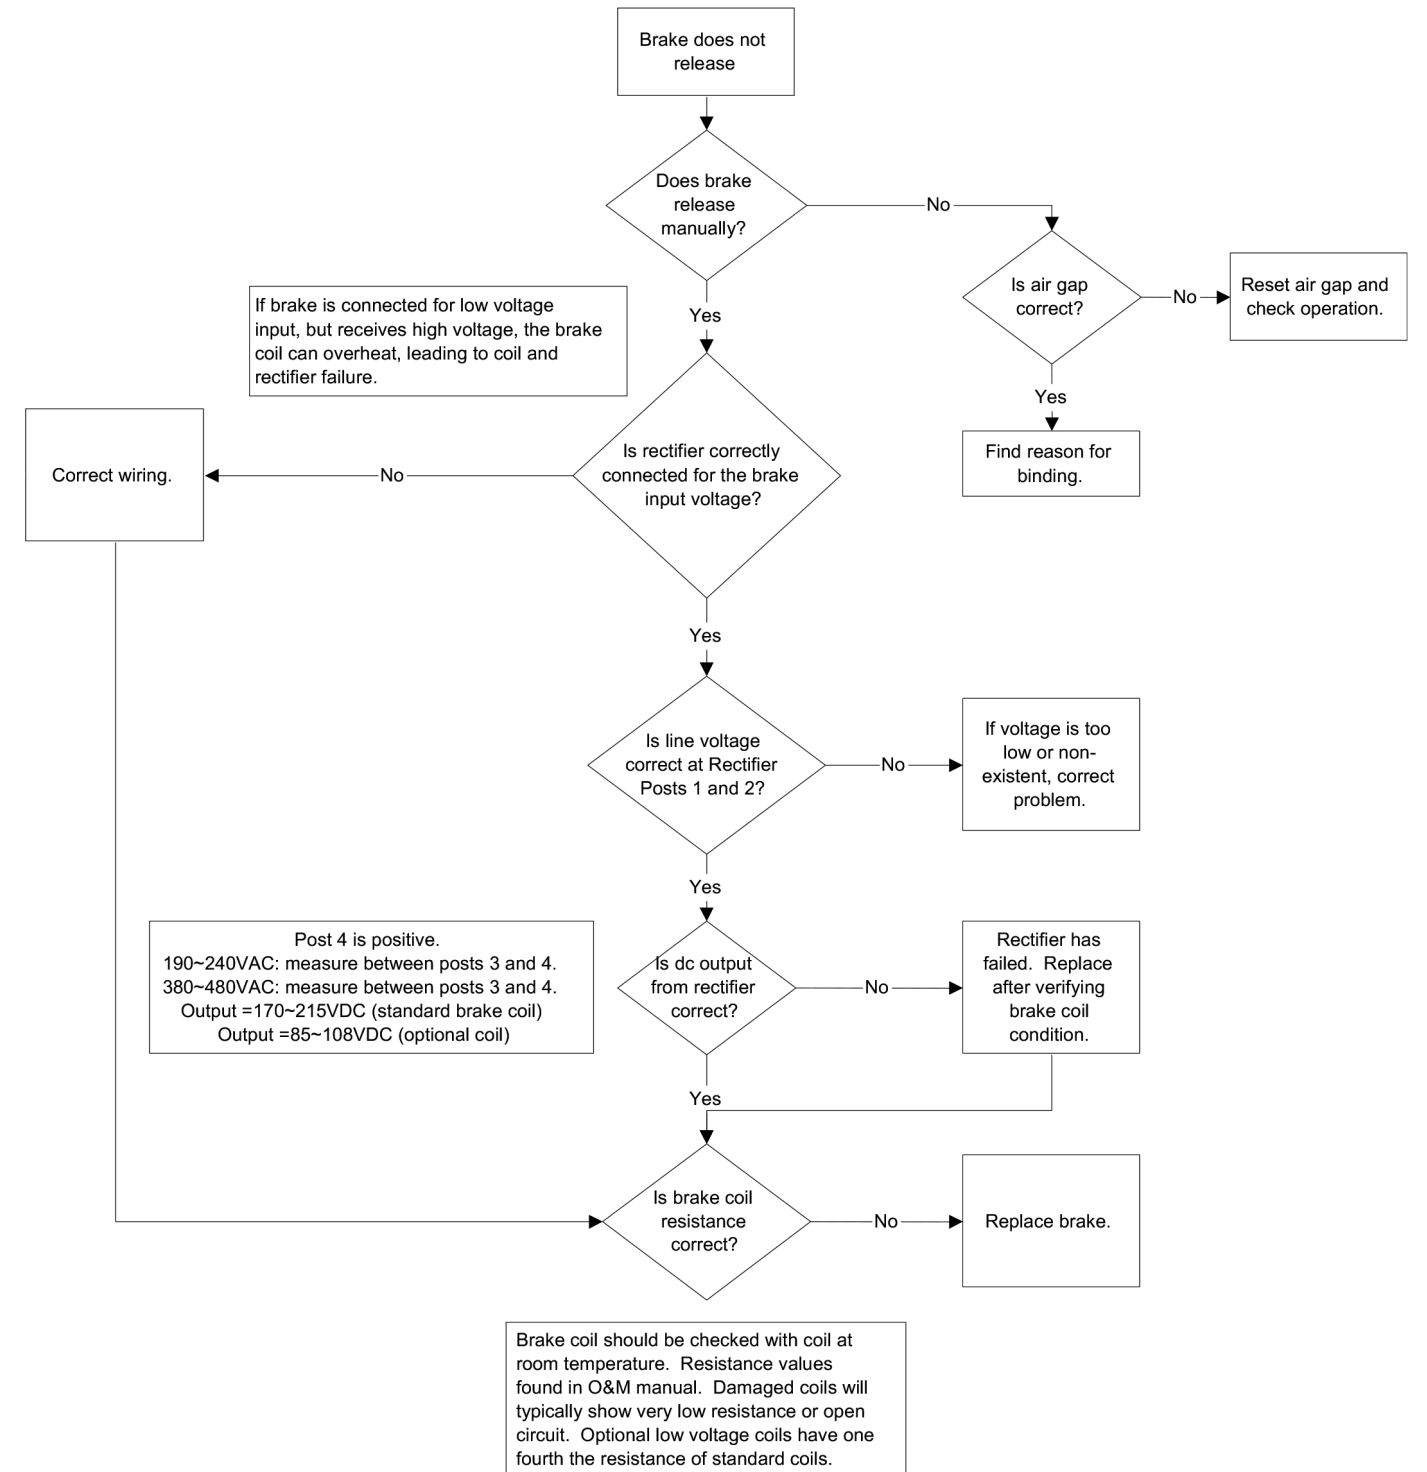 Brake does not
release
Does brake
release
manually?
No
Is air gap
correct?
No
Reset air gap and
check operation.
Yes
Find reason for
binding.
If brake is connected for low voltage
input, but receives high voltage, the brake
coil can overheat, leading to coil and
rectifier failure.
Yes
Is rectifier correctly
connected for the brake
input voltage?
No
Correct wiring.
Yes
Is line voltage
correct at Rectifier
Posts 1 and 2?
No
If voltage is too
low or non-
existent, correct
problem.
Yes
Post 4 is positive.
190~240VAC: measure between posts 3 and 4.
380~480VAC: measure between posts 3 and 4.
Output =170~215VDC (standard brake coil)
Output =85~108VDC (optional coil)
Is dc output
from rectifier
correct?
No
Rectifier has
failed.  Replace
after verifying
brake coil
condition.
Yes
Is brake coil
resistance
correct?
No
Replace brake.
Brake coil should be checked with coil at
room temperature.  Resistance values
found in O&M manual.  Damaged coils will
typically show very low resistance or open
circuit.  Optional low voltage coils have one
fourth the resistance of standard coils.